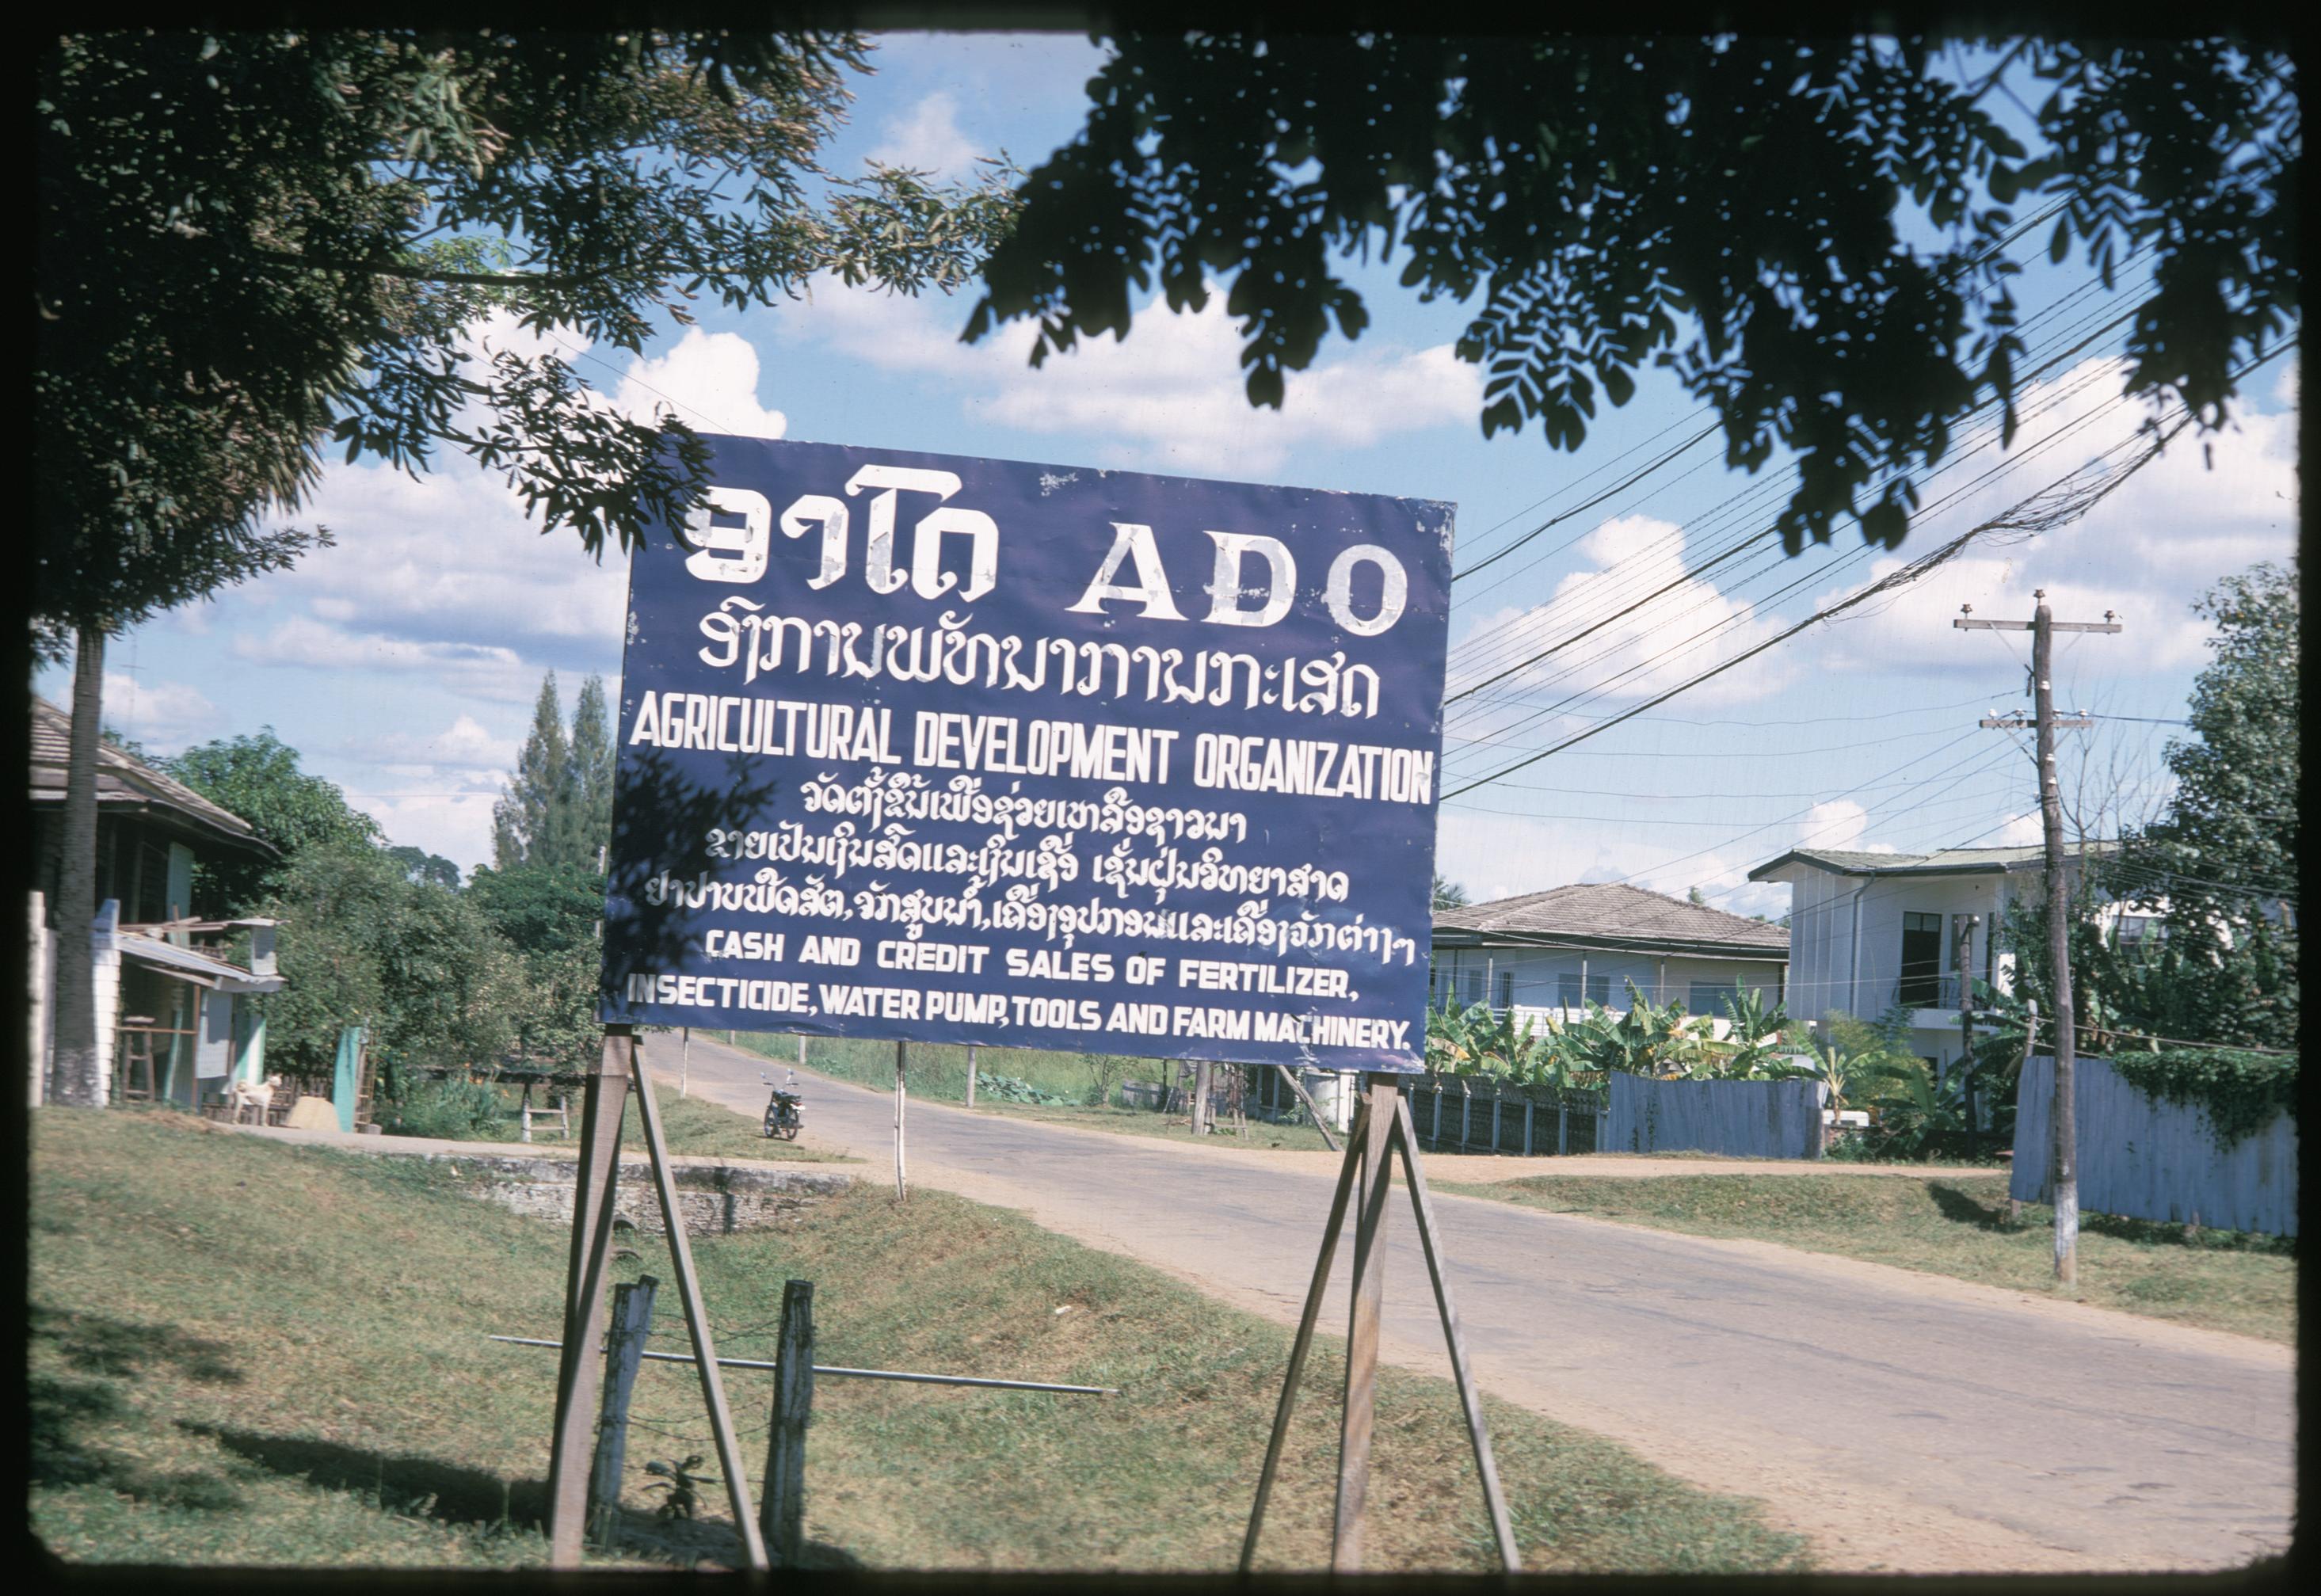 ອາໂດ ADO
ອົງການພັທນາການກະເສດ
AGRICULTURAL DEVELOPMENT ORGANIZATION
ຈັດຕັ້ງຂຶ້ນເພື່ອຊ່ວຍເຫລືອຊາວນາ
ຂາຍເປັນເງິນສົດແລະເງິນເຊື່ອ ເຊັ່ນຝຸ່ນວິທຍາສາດ
ຢາປາບພືດສັຕ, ຈັກສູບນ້ຳ, ເຄື່ອງອຸປກອນແລະເຄື່ອງຈັກຕ່າງໆ
CASH AND CREDIT SALES OF FERTILIZER,
INSECTICIDE, WATER PUMP, TOOLS AND FARM MACHINERY.